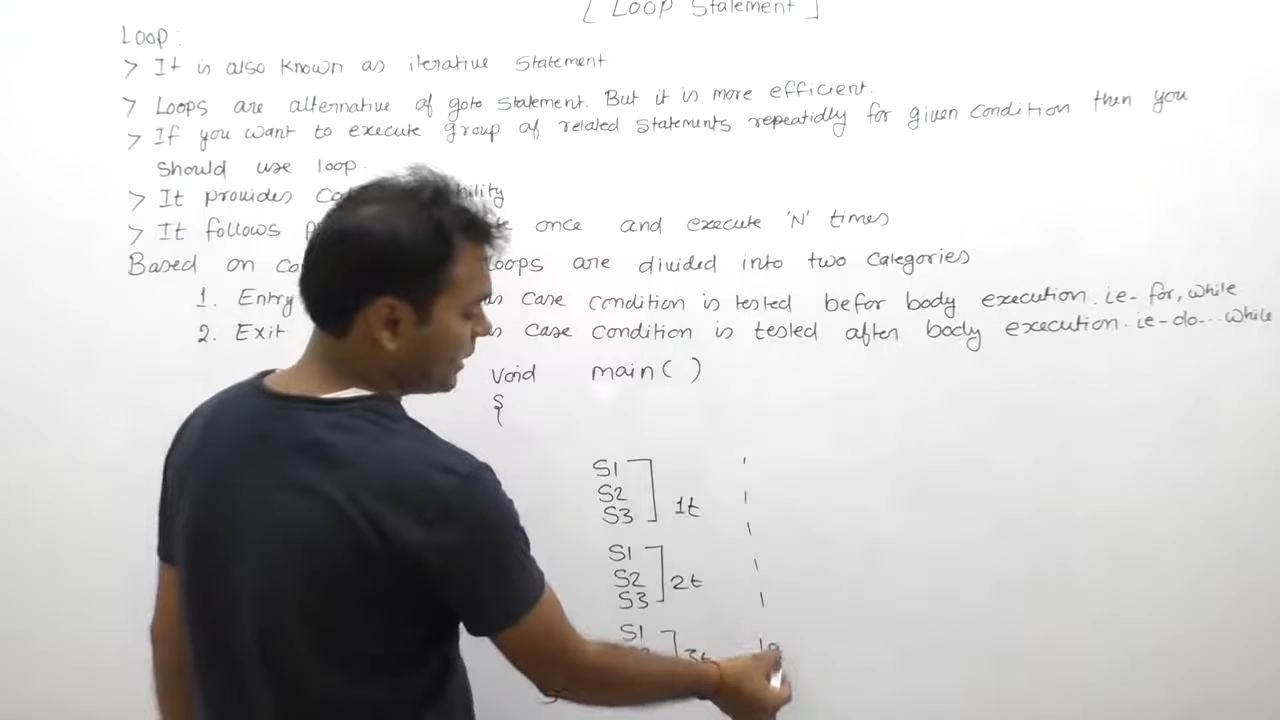 [ Loop Statement ]
Loop:
> It is also known as iterative statement
> Loops are alternative of goto statement. But it is more efficient.
> If you want to execute group of related statements repeatidly for given condition then you
should use loop.
> It provides
> It follows once and execute 'N' times
Based on loops are divided into two categories
1. Entry case condition is tested befor body execution. ie- for, while
2. Exit case condition is tested after body execution. ie-do...while
void main( )
{
S1
S2
S3 1t
S1
S2 2t
S3
S1